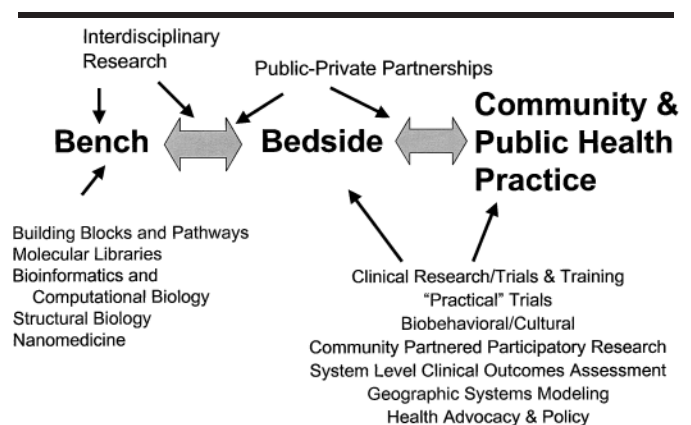 Interdisciplinary
Research
Public-Private Partnerships
Bench
Bedside
Community &
Public Health
Practice
Building Blocks and Pathways
Molecular Libraries
Bioinformatics and
Computational Biology
Structural Biology
Nanomedicine
Clinical Research/Trials & Training
“Practical” Trials
Biobehavioral/Cultural
Community Partnered Participatory Research
System Level Clinical Outcomes Assessment
Geographic Systems Modeling
Health Advocacy & Policy